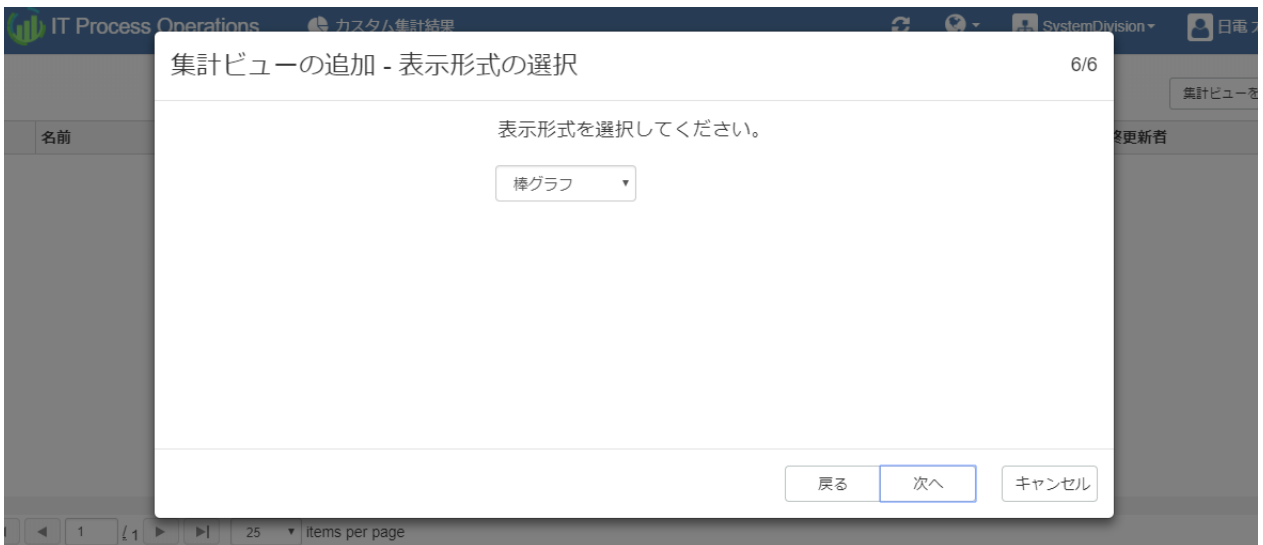 IT Process Operations カスタム集計結果 SystemDivision 日電
集計ビューの追加 - 表示形式の選択 6/6
集計ビューを
名前 終更新者
表示形式を選択してください。
棒グラフ
戻る 次へ キャンセル
1 / 1 25 items per page